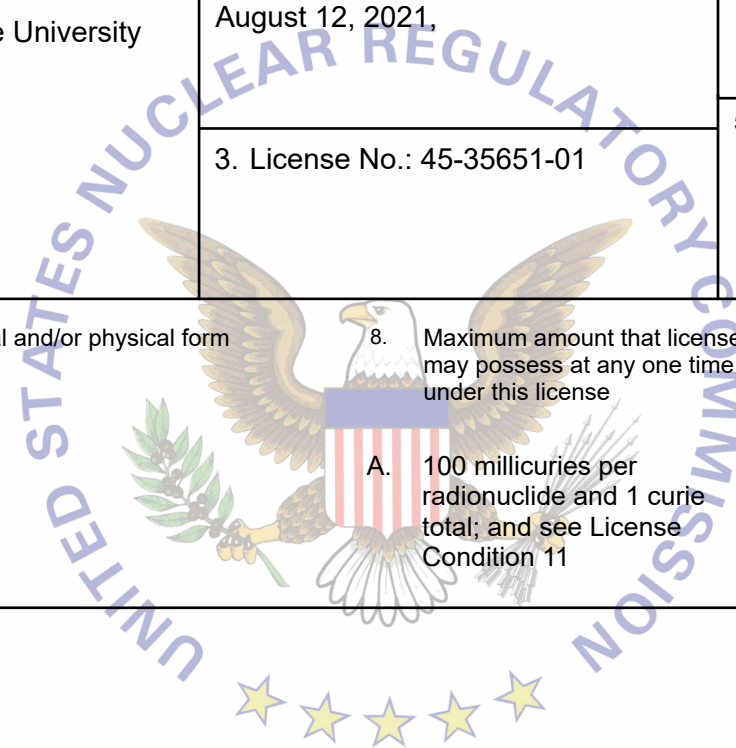 e University
August 12, 2021,
3. License No.: 45-35651-01
l and/or physical form
8. Maximum amount that license
may possess at any one time
under this license
A. 100 millicuries per
radionuclide and 1 curie
total; and see License
Condition 11
UNITED STATES NUCLEAR REGULATORY COMMISSION